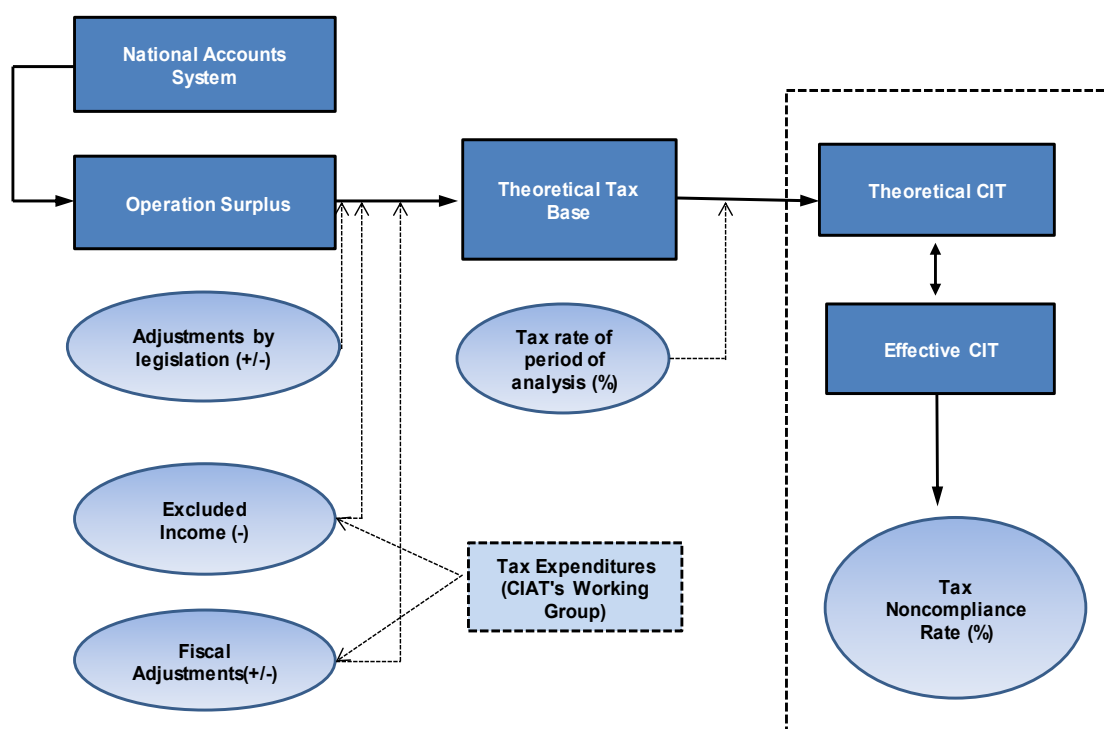 National Accounts
System
Operation Surplus
Theoretical Tax
Base
Theoretical CIT
Adjustments by
legislation (+/-)
Tax rate of
period of
analysis (%)
Effective CIT
Excluded
Income (-)
Tax Expenditures
(CIAT's Working
Group)
Tax
Noncompliance
Rate (%)
Fiscal
Adjustments(+/-)